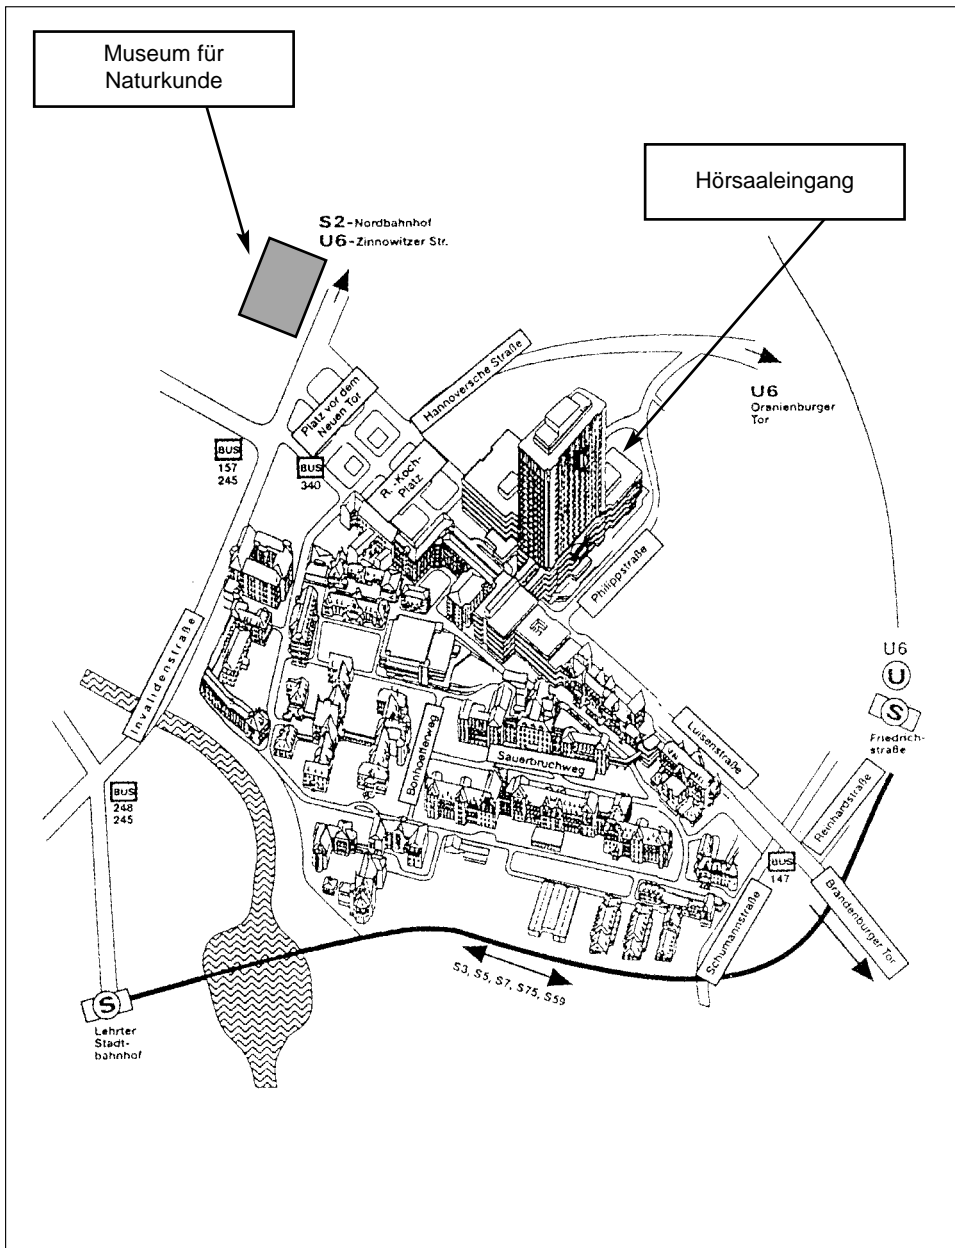 Museum für
Naturkunde
Hörsaaleingang
S2-Nordbahnhof
U6-Zinnowitzer Str.
Hannoversche Straße
Platz vor dem
Neuen Tor
U6
Oranienburger
Tor
BUS
157
245
BUS
340
R.-Koch-
Platz
Philippstraße
Invalidenstraße
U6
U
S
Friedrich-
straße
Luisenstraße
Bonhoefferweg
Sauerbruchweg
BUS
248
245
Reinhardstraße
BUS
147
Schumannstraße
Brandenburger Tor
S3, S5, S7, S75, S59
S
Lehrter
Stadt-
bahnhof